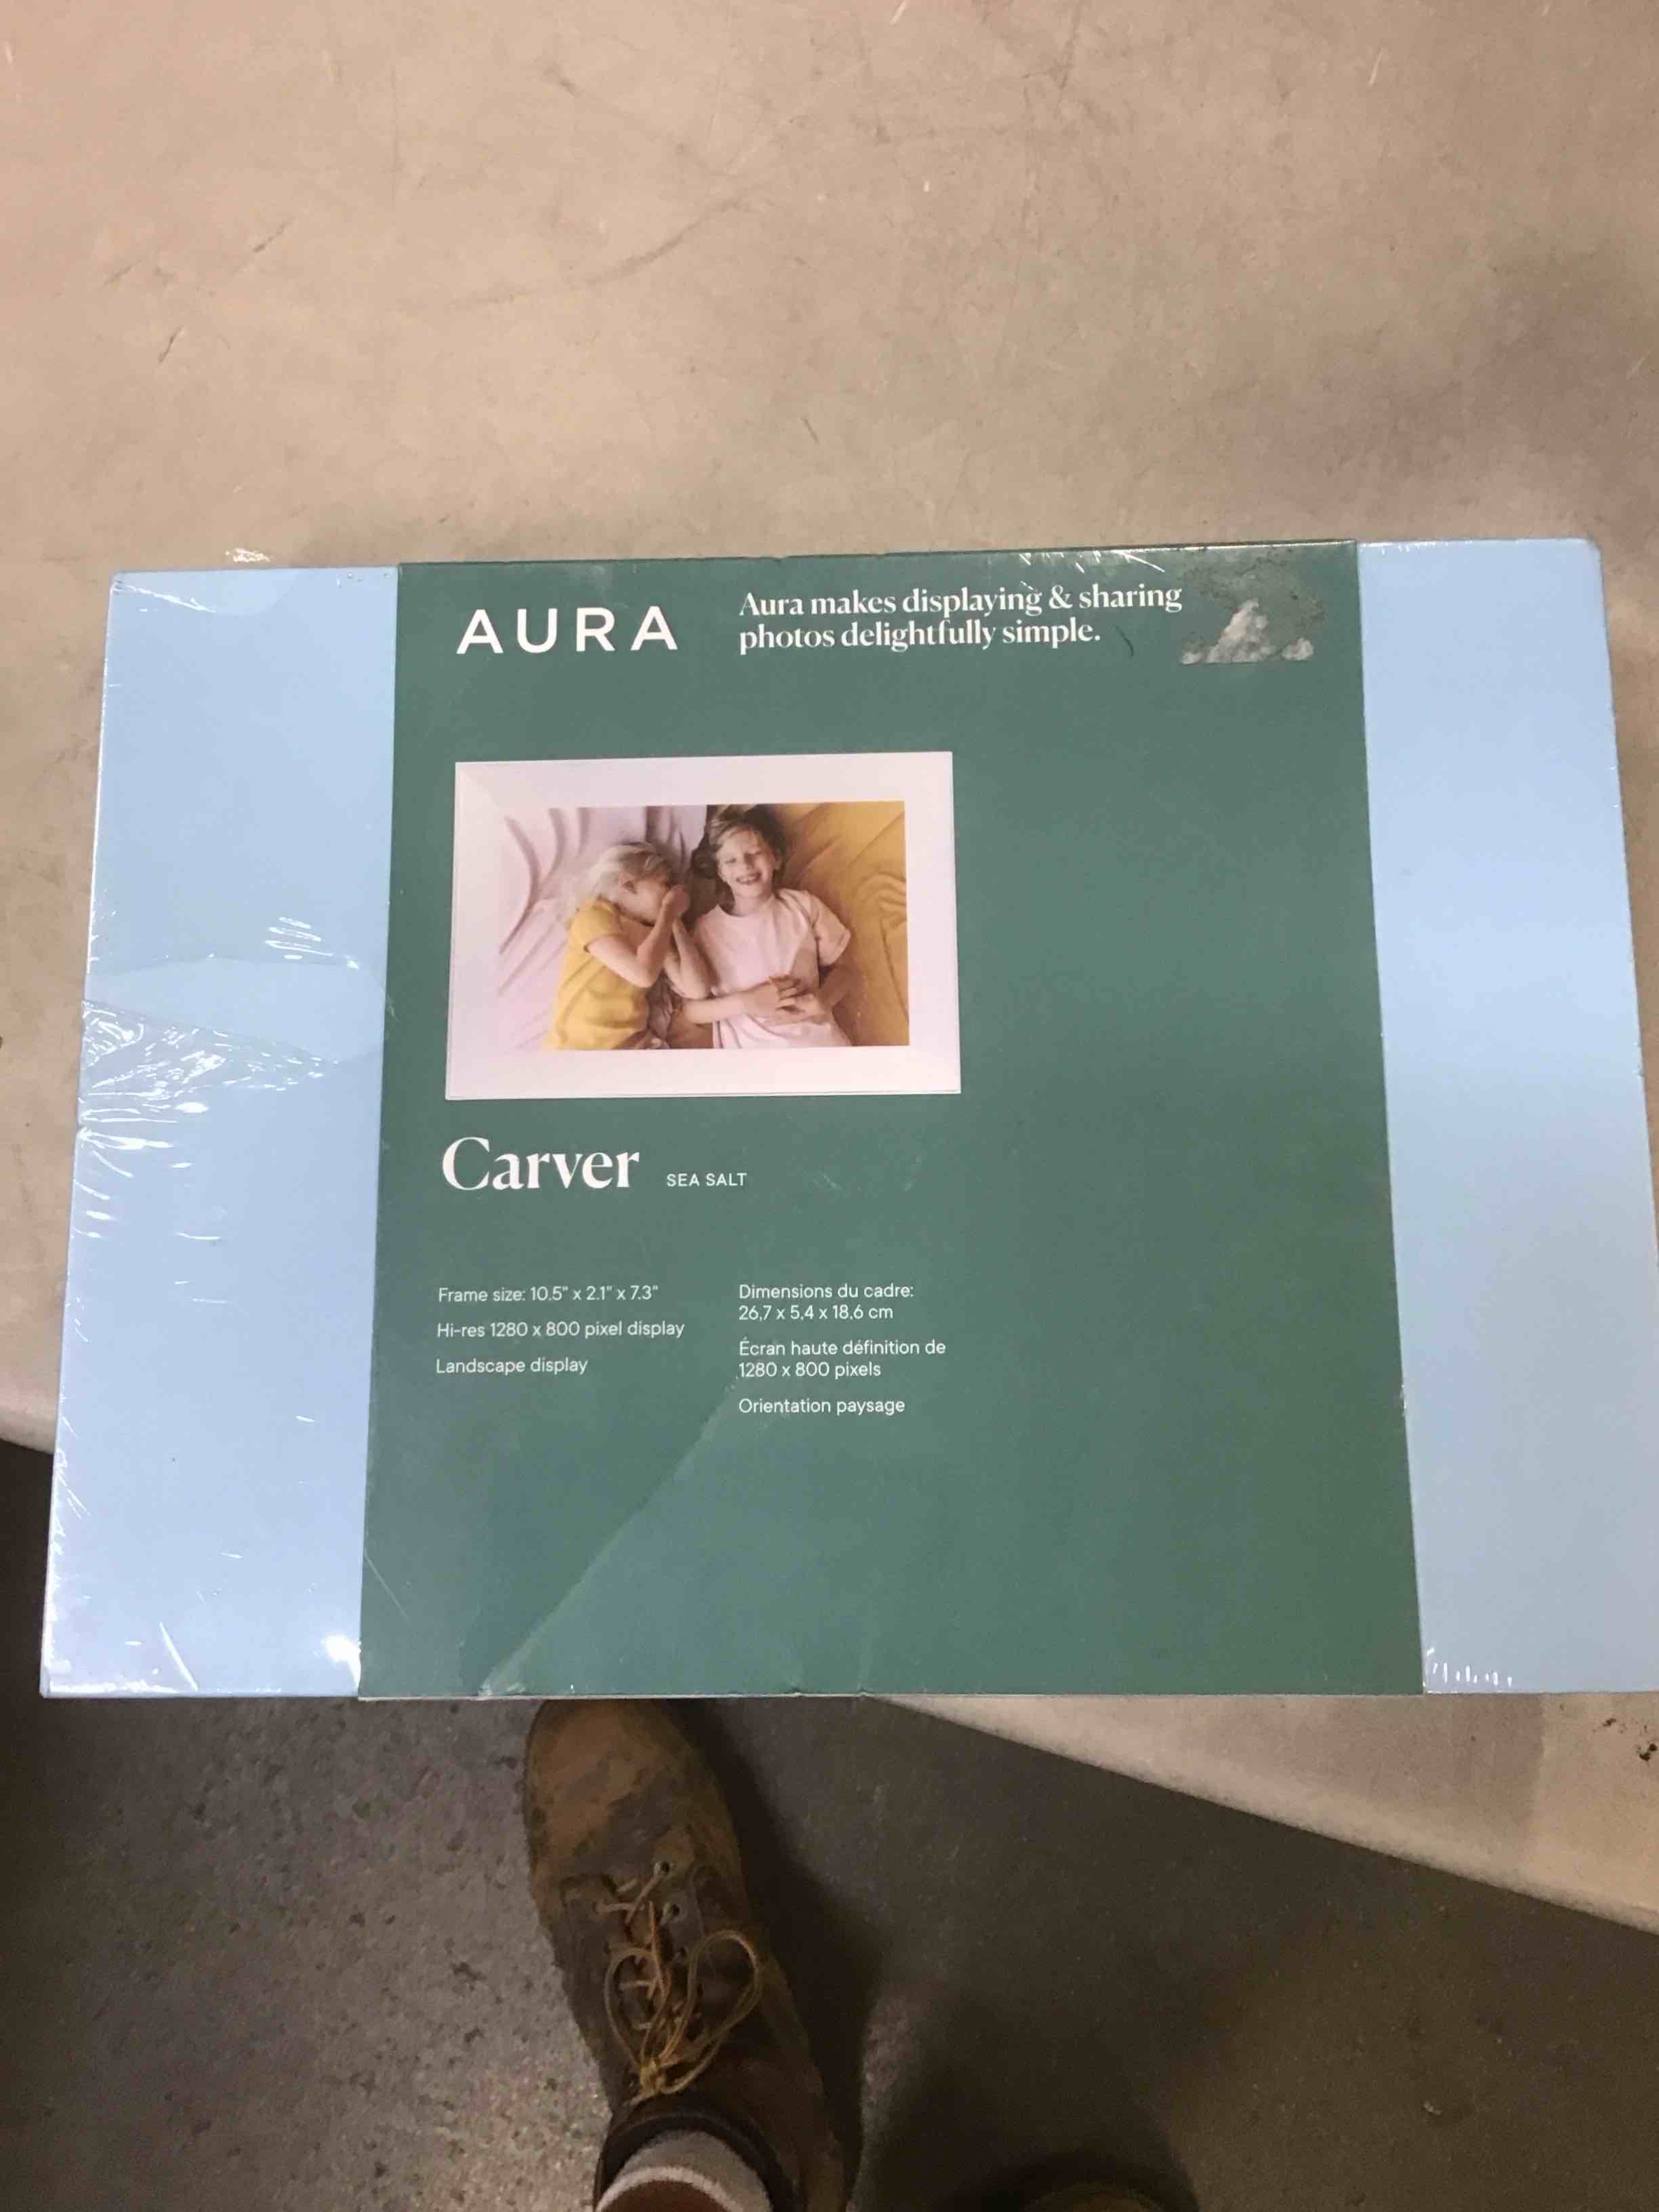 AURA
Aura makes displaying & sharing
photos delightfully simple.
Carver SEA SALT
Frame size: 10.5" x 2.1" x 7.3"
Hi-res 1280 x 800 pixel display
Landscape display
Dimensions du cadre:
26,7 x 5,4 x 18,6 cm
Écran haute définition de
1280 x 800 pixels
Orientation paysage